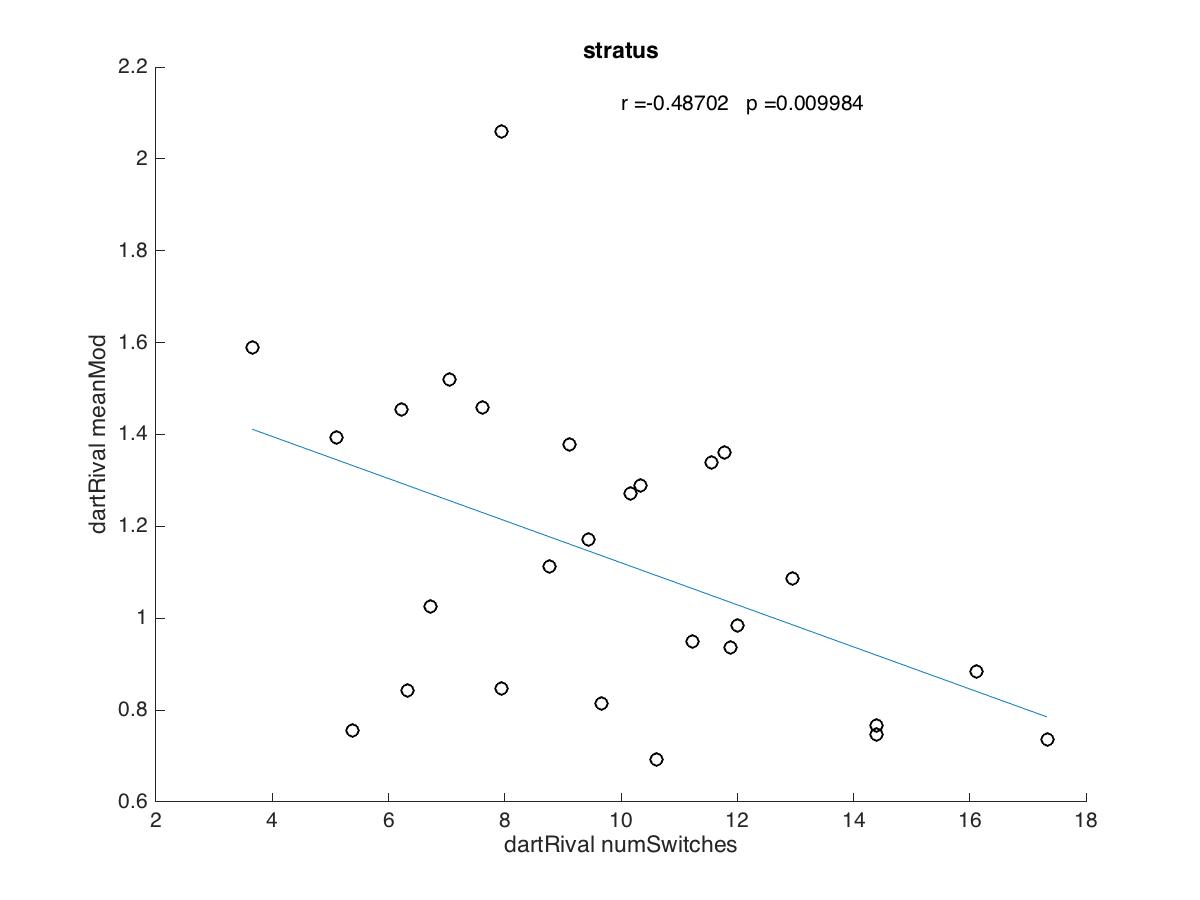 stratus
r =-0.48702 p =0.009984
2.2
2
1.8
1.6
1.4
1.2
1
0.8
0.6
dartRival meanMod
2 4 6 8 10 12 14 16 18
dartRival numSwitches